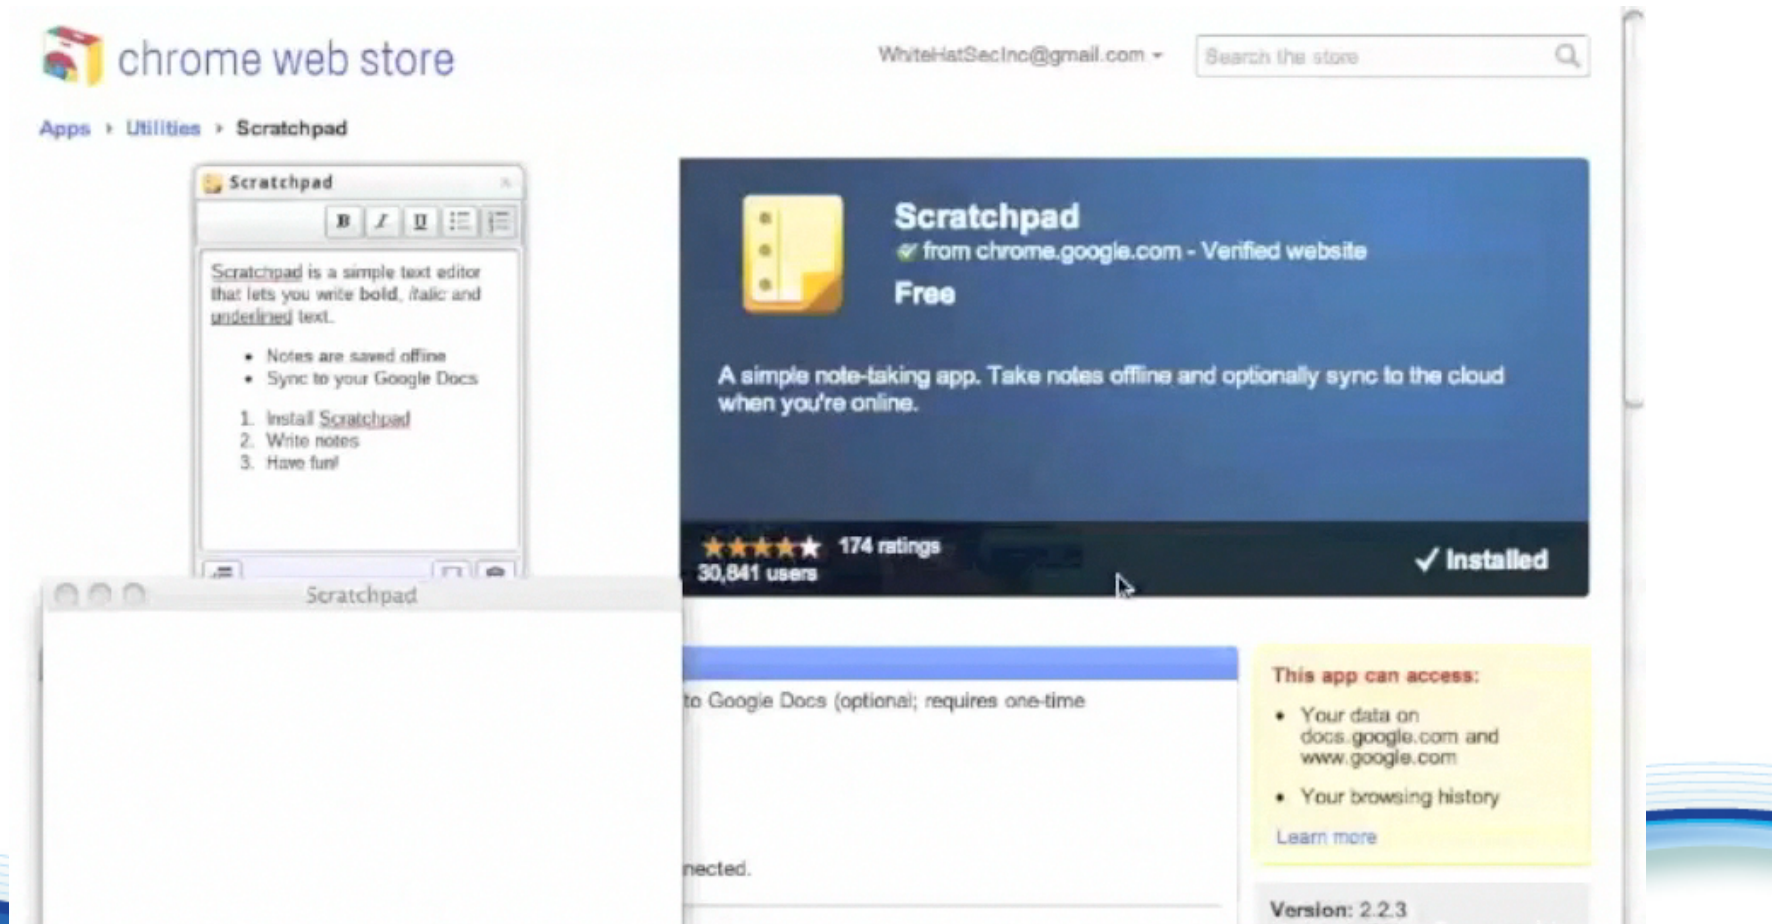 chrome web store
WhiteHatSecInc@gmail.com
Search the store
Apps › Utilities › Scratchpad
Scratchpad
B I U
Scratchpad is a simple text editor
that lets you write bold, italic and
underlined text.
• Notes are saved offline
• Sync to your Google Docs
1. Install Scratchpad
2. Write notes
3. Have fun!
Scratchpad
from chrome.google.com - Verified website
Free
A simple note-taking app. Take notes offline and optionally sync to the cloud
when you're online.
174 ratings
30,841 users
Installed
Scratchpad
to Google Docs (optional; requires one-time
nected.
This app can access:
• Your data on
docs.google.com and
www.google.com
• Your browsing history
Learn more
Version: 2.2.3